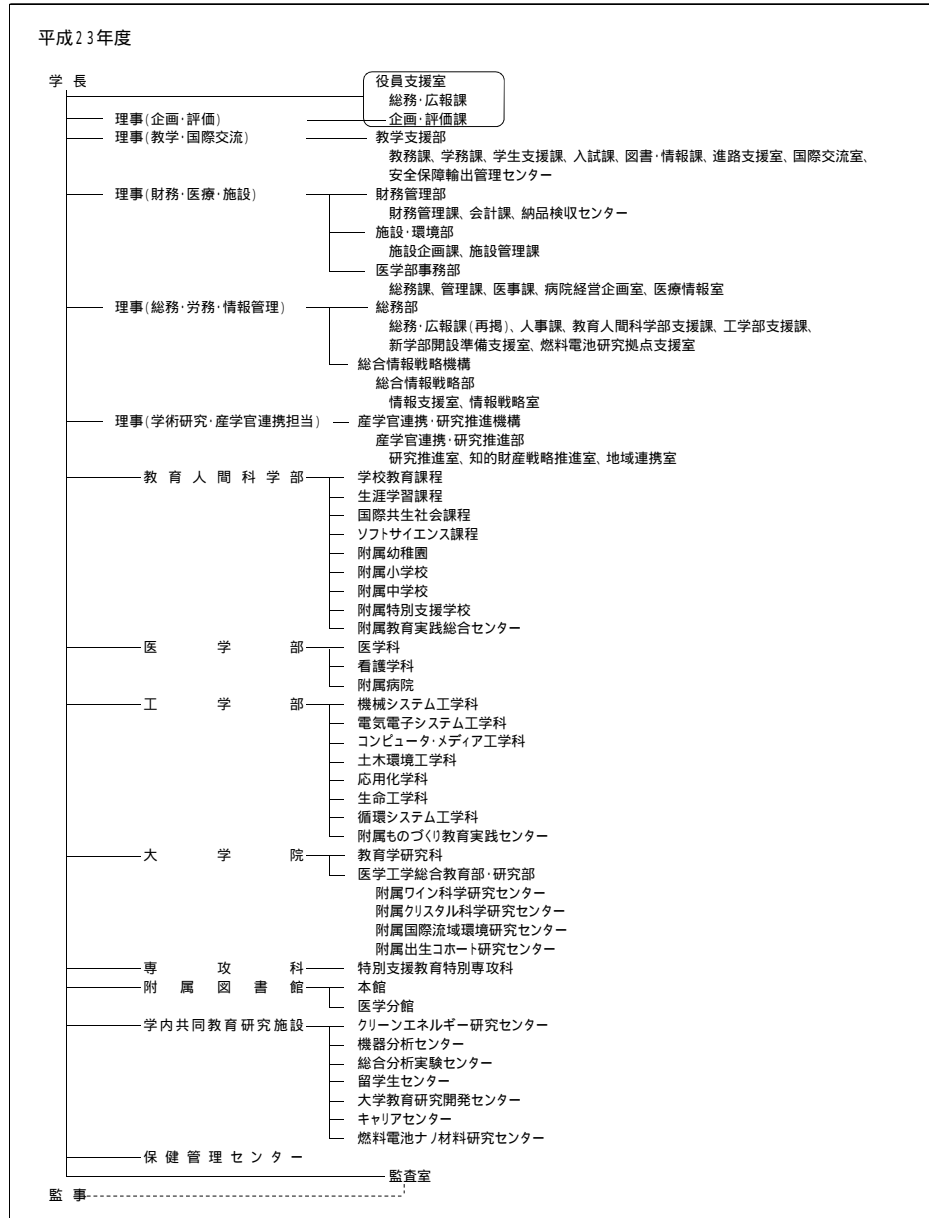 平成23年度
学 長
役員支援室
総務・広報課
理事(企画・評価) 企画・評価課
理事(教学・国際交流) 教学支援部
教務課、学務課、学生支援課、入試課、図書・情報課、進路支援室、国際交流室、
安全保障輸出管理センター
理事(財務・医療・施設) 財務管理部
財務管理課、会計課、納品検収センター
施設・環境部
施設企画課、施設管理課
医学部事務部
総務課、管理課、医事課、病院経営企画室、医療情報室
理事(総務・労務・情報管理) 総務部
総務・広報課(再掲)、人事課、教育人間科学部支援課、工学部支援課、
新学部開設準備支援室、燃料電池研究拠点支援室
総合情報戦略機構
総合情報戦略部
情報支援室、情報戦略室
理事(学術研究・産学官連携担当) 産学官連携・研究推進機構
産学官連携・研究推進部
研究推進室、知的財産戦略推進室、地域連携室
教育人間科学部 学校教育課程
生涯学習課程
国際共生社会課程
ソフトサイエンス課程
附属幼稚園
附属小学校
附属中学校
附属特別支援学校
附属教育実践総合センター
医学部 医学科
看護学科
附属病院
工学部 機械システム工学科
電気電子システム工学科
コンピュータ・メディア工学科
土木環境工学科
応用化学科
生命工学科
循環システム工学科
附属ものづくり教育実践センター
大学院 教育学研究科
医学工学総合教育部・研究部
附属ワイン科学研究センター
附属クリスタル科学研究センター
附属国際流域環境研究センター
附属出生コホート研究センター
専攻科 特別支援教育特別専攻科
附属図書館 本館
医学分館
学内共同教育研究施設 クリーンエネルギー研究センター
機器分析センター
総合分析実験センター
留学生センター
大学教育研究開発センター
キャリアセンター
燃料電池ナノ材料研究センター
保健管理センター
監査室
監 事